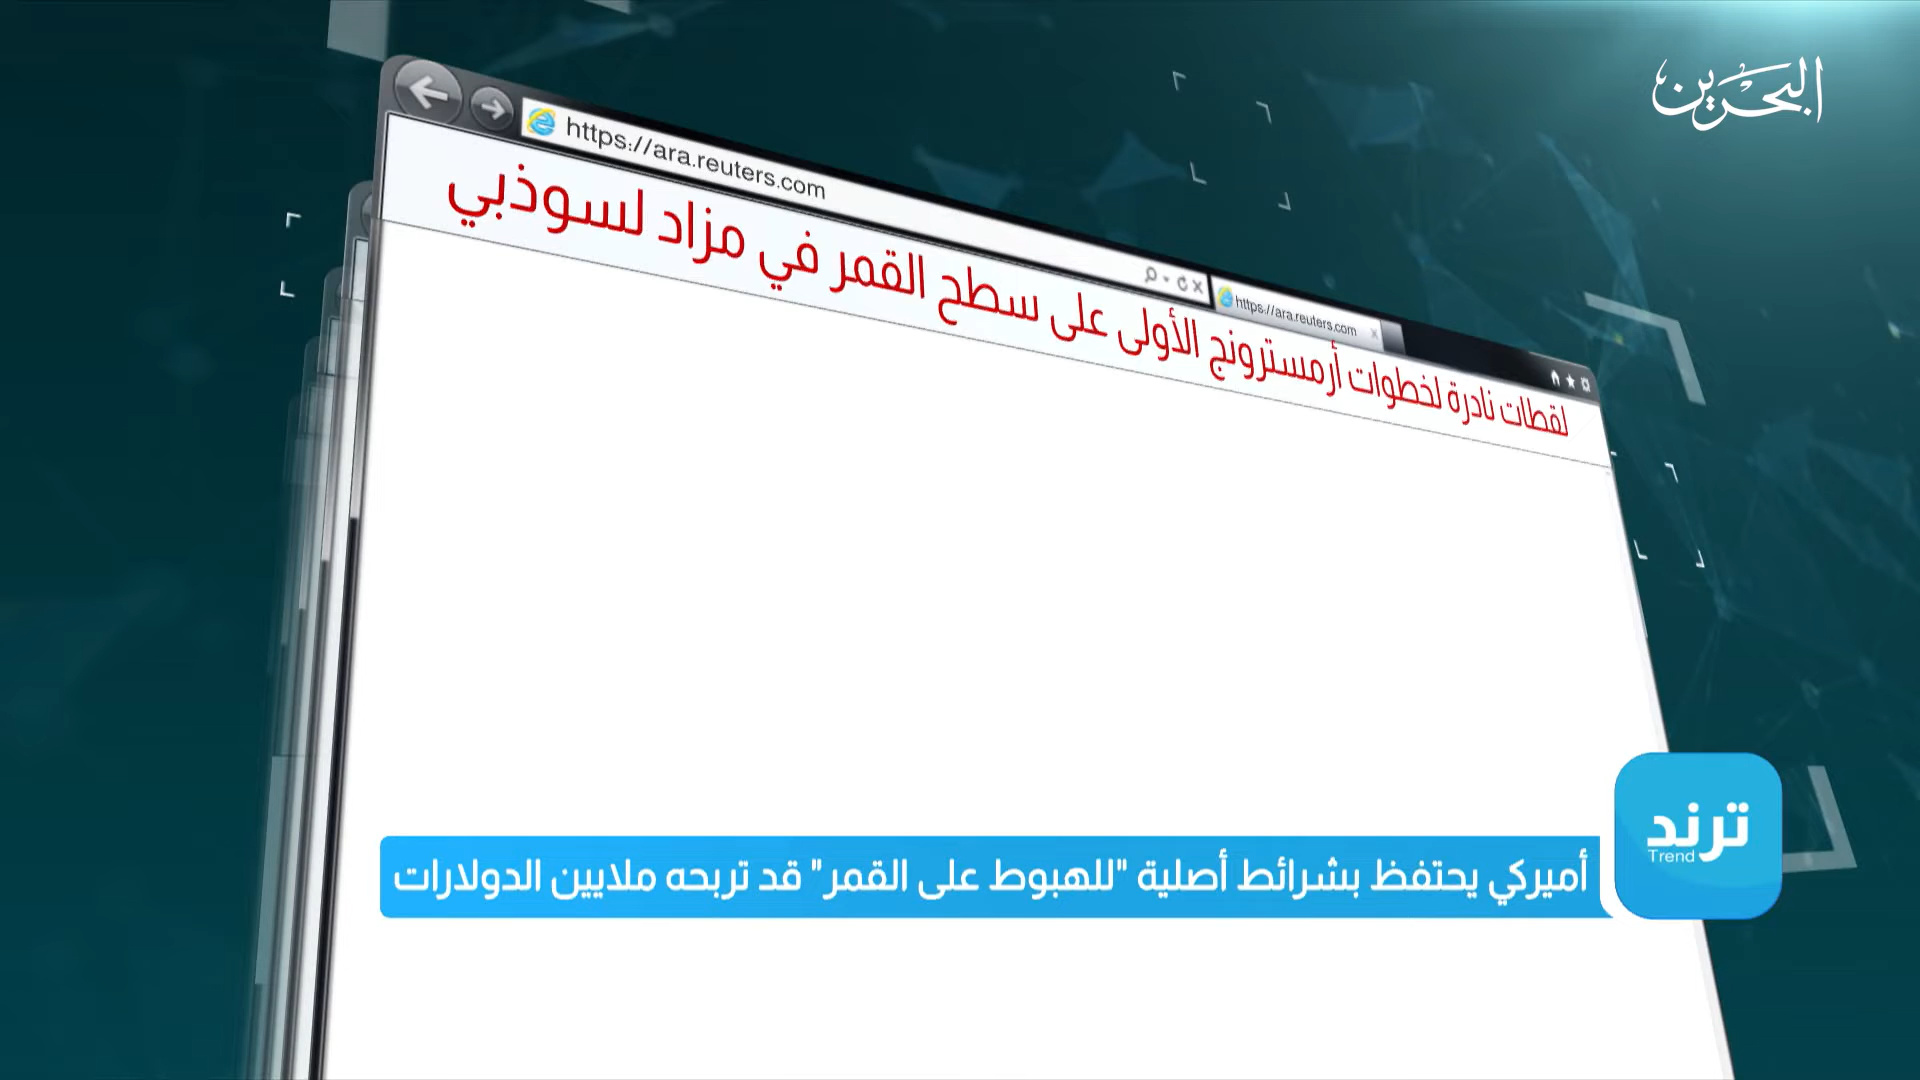 البحرين
https://ara.reuters.com
https://ara.reuters.com
لقطات نادرة لخطوات أرمسترونج الأولى على سطح القمر في مزاد لسوذبي
ترند
Trend
أميركي يحتفظ بشرائط أصلية "للهبوط على القمر" قد تربحه ملايين الدولارات